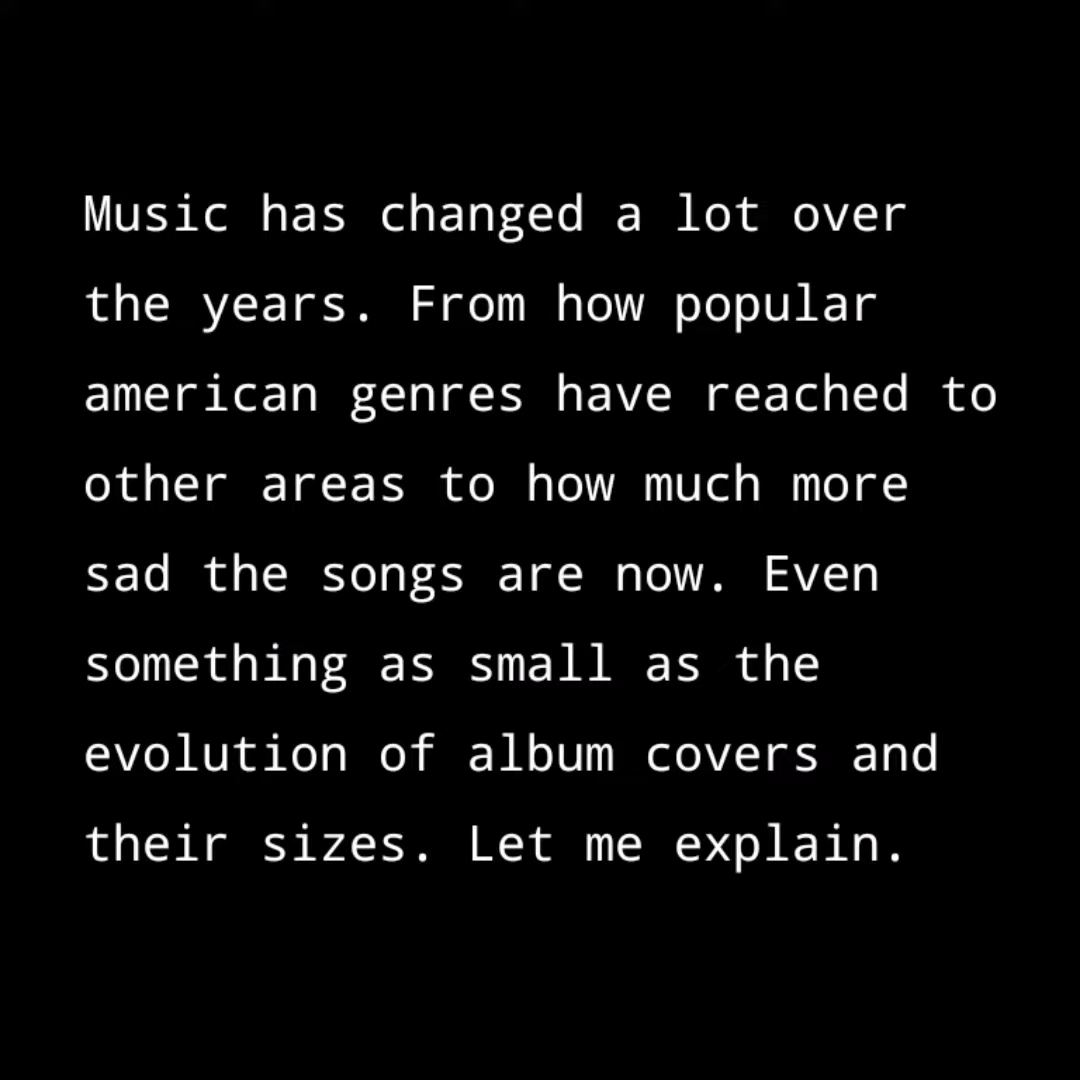 Music has changed a lot over
the years. From how popular
american genres have reached to
other areas to how much more
sad the songs are now. Even
something as small as the
evolution of album covers and
their sizes. Let me explain.